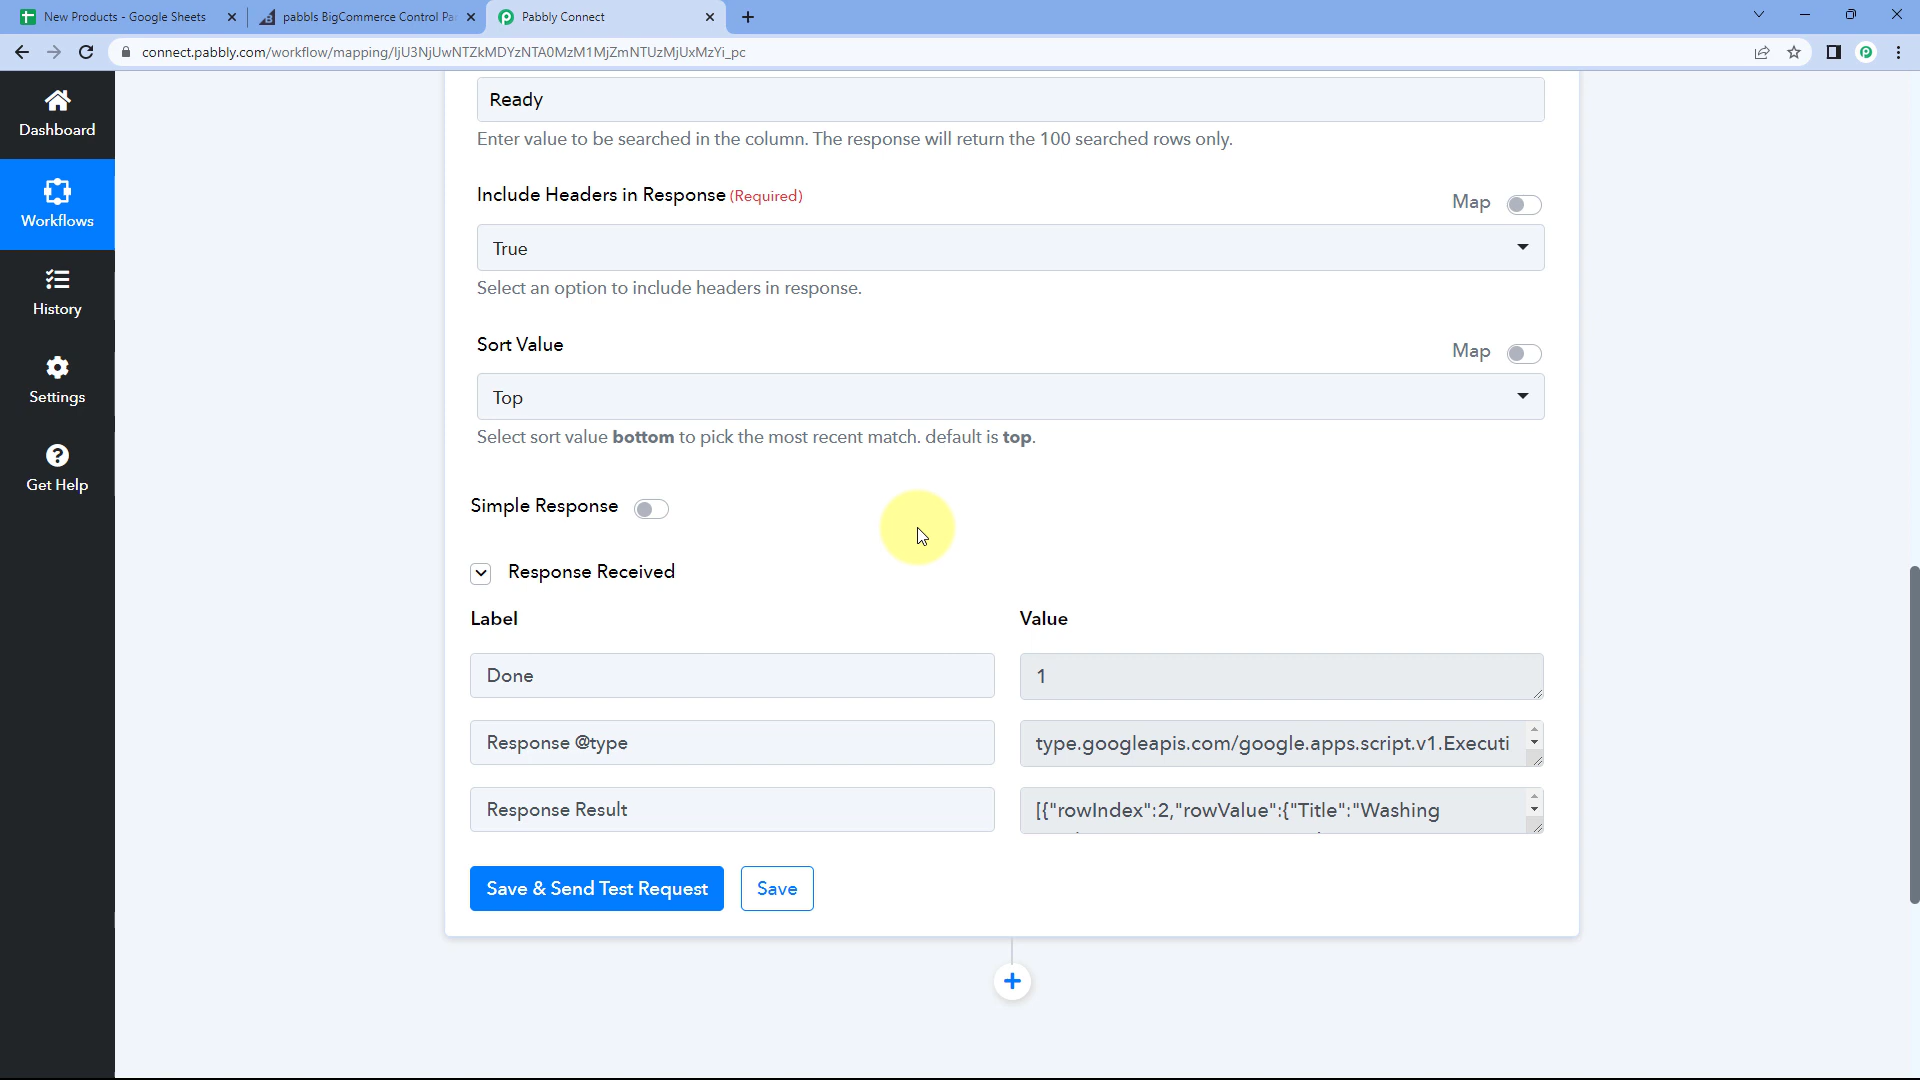 New Products - Google Sheets
pabbls BigCommerce Control Pa
Pabbly Connect
connect.pabbly.com/workflow/mapping/IjU3NjUwNTZkMDYzNTA0MzM1MjZmNTUzMjUxMzYi_pc
Dashboard
Workflows
History
Settings
Get Help
Ready
Enter value to be searched in the column. The response will return the 100 searched rows only.
Include Headers in Response (Required)
Map
True
Select an option to include headers in response.
Sort Value
Map
Top
Select sort value bottom to pick the most recent match. default is top.
Simple Response
Response Received
Label
Value
Done
1
Response @type
type.googleapis.com/google.apps.script.v1.Executi
Response Result
[{"rowIndex":2,"rowValue":{"Title":"Washing
Save & Send Test Request
Save